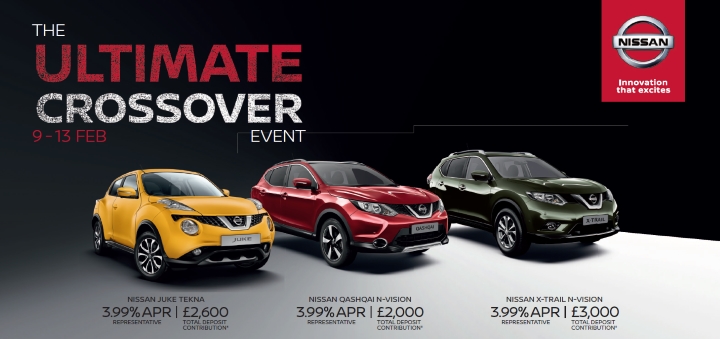 THE
ULTIMATE
CROSSOVER
9-13 FEB EVENT
NISSAN
Innovation
that excites
JUKE
QASHQAI
X-TRAIL
NISSAN JUKE TEKNA
3.99% APR | £2,600
REPRESENTATIVE TOTAL DEPOSIT
CONTRIBUTION*
NISSAN QASHQAI N-VISION
3.99% APR | £2,000
REPRESENTATIVE TOTAL DEPOSIT
CONTRIBUTION*
NISSAN X-TRAIL N-VISION
3.99% APR | £3,000
REPRESENTATIVE TOTAL DEPOSIT
CONTRIBUTION*